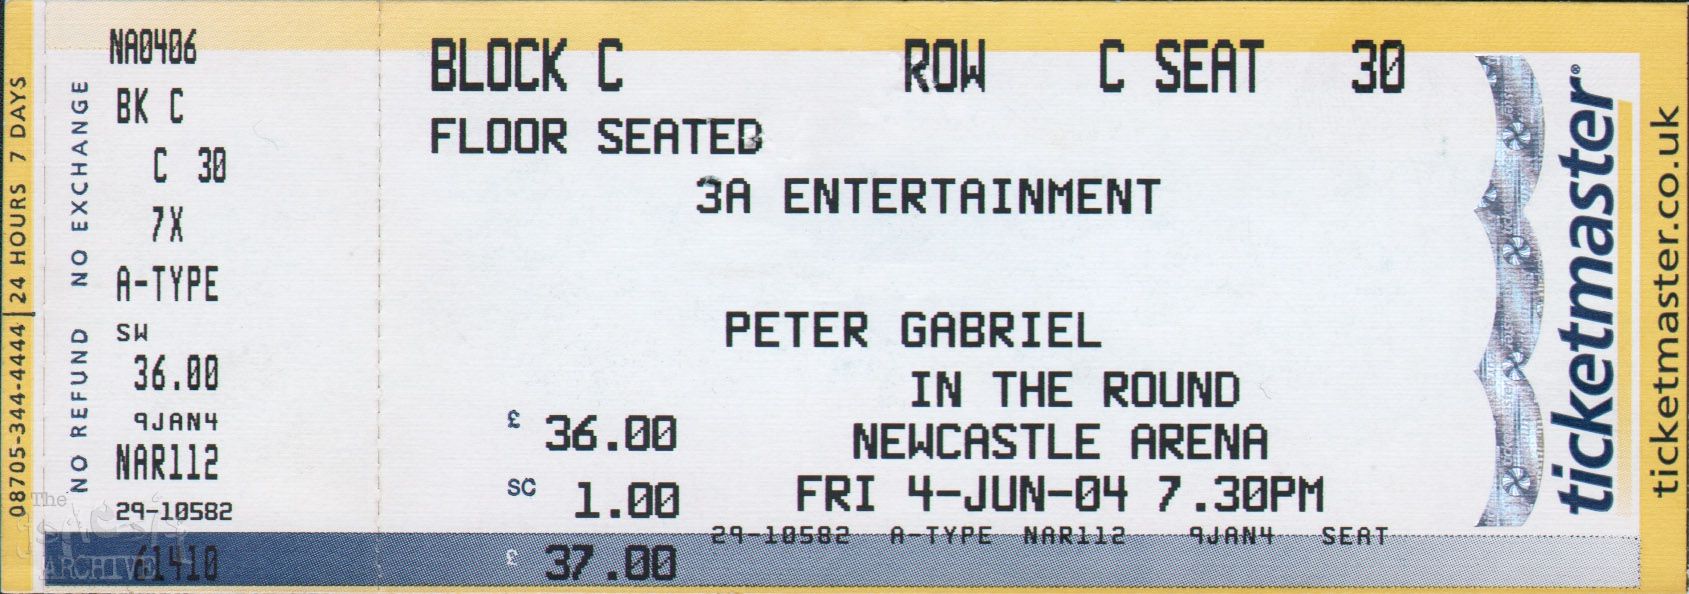 08705-344-4444 | 24 HOURS 7 DAYS
NO REFUND NO EXCHANGE
NA0406
BK C
C 30
7X
A-TYPE
SW
36.00
9JAN4
NAR112
29-10582
61410
The
ARCHIVE
BLOCK C ROW C SEAT 30
FLOOR SEATED
3A ENTERTAINMENT
PETER GABRIEL
IN THE ROUND
£ 36.00 NEWCASTLE ARENA
SC 1.00 FRI 4-JUN-04 7.30PM
29-10582 A-TYPE NAR112 9JAN4 SEAT
£ 37.00
ticketmaster®
ticketmaster.co.uk